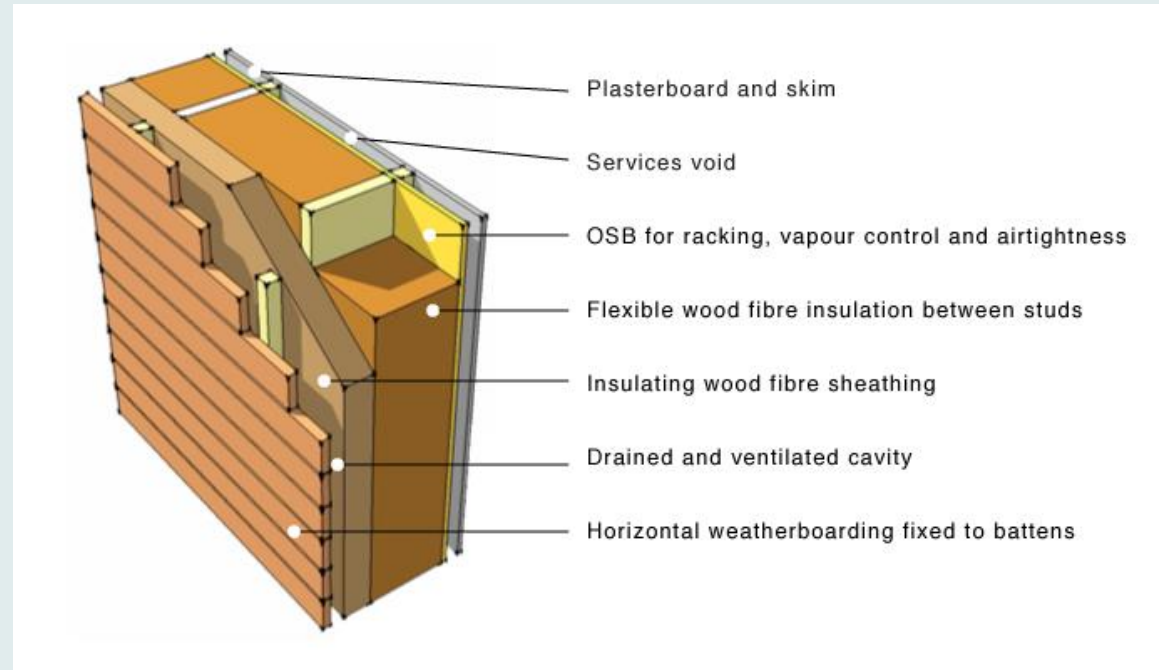 Plasterboard and skim
Services void
OSB for racking, vapour control and airtightness
Flexible wood fibre insulation between studs
Insulating wood fibre sheathing
Drained and ventilated cavity
Horizontal weatherboarding fixed to battens